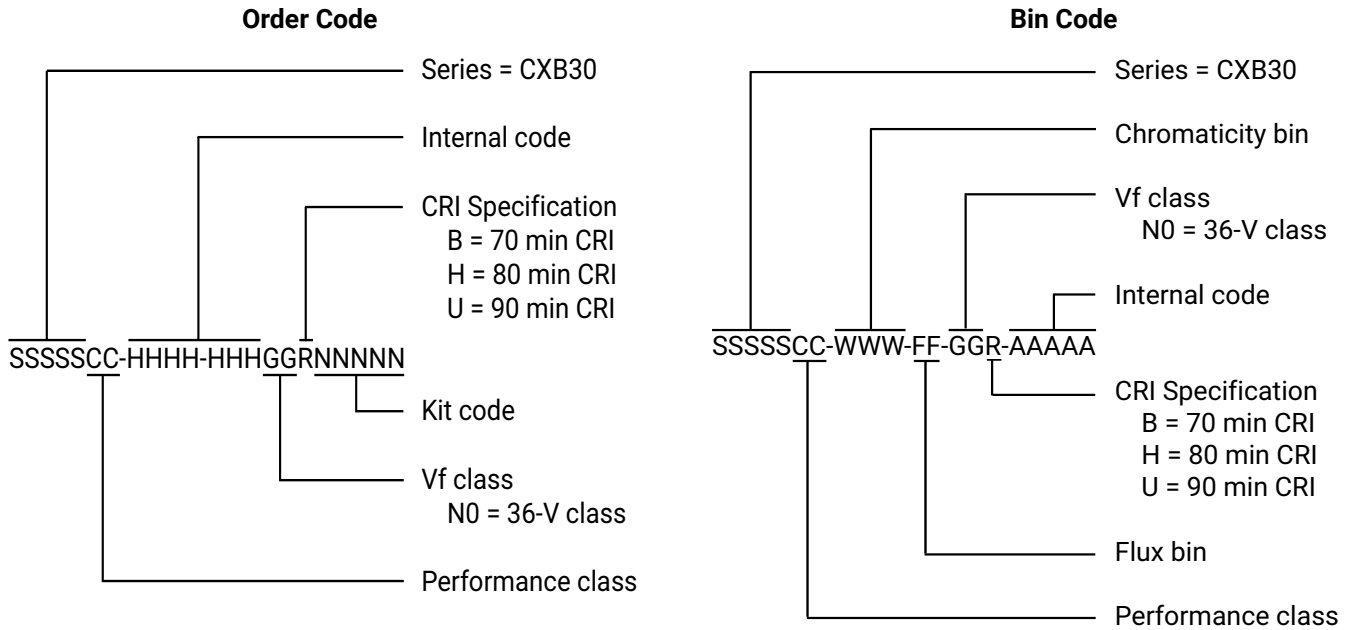 Order Code
Series = CXB30
Internal code
CRI Specification
B = 70 min CRI
H = 80 min CRI
U = 90 min CRI
SSSSSCC-HHHH-HHHGGRNNNNN
Kit code
Vf class
N0 = 36-V class
Performance class
Bin Code
Series = CXB30
Chromaticity bin
Vf class
N0 = 36-V class
Internal code
SSSSSCC-WWW-FF-GGR-AAAAA
CRI Specification
B = 70 min CRI
H = 80 min CRI
U = 90 min CRI
Flux bin
Performance class